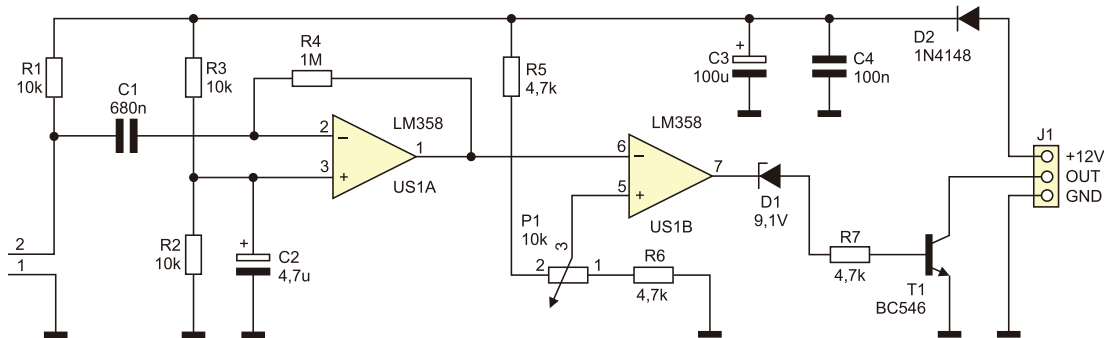 R1
10k
C1
680n
R3
10k
R4
1M
2
3
1
LM358
US1A
R2
10k
+
C2
4,7u
2
1
R5
4,7k
P1
10k
3
2
1
R6
4,7k
LM358
6
5
7
US1B
+
C3
100u
C4
100n
D2
1N4148
D1
9,1V
R7
4,7k
T1
BC546
J1
+12V
OUT
GND